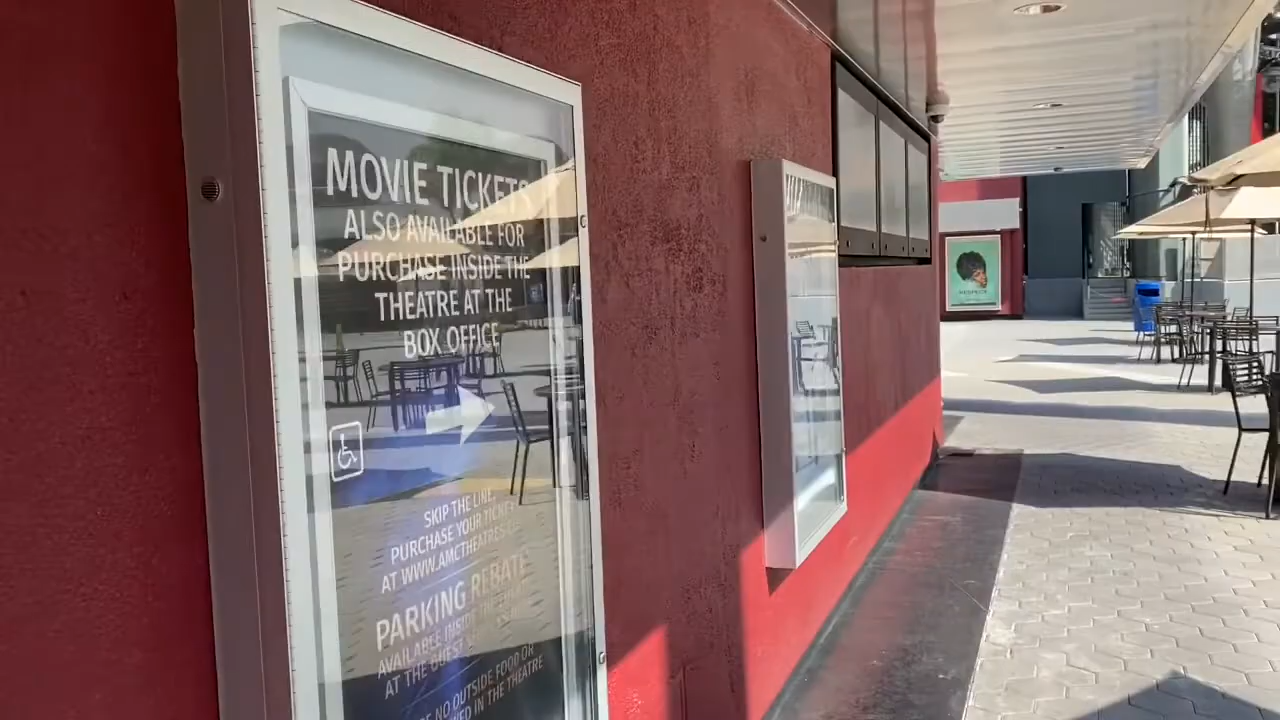 MOVIE TICKETS
ALSO AVAILABLE FOR
PURCHASE INSIDE THE
THEATRE AT THE
BOX OFFICE
SKIP THE LINE,
PURCHASE YOUR TICKET
AT WWW.AMCTHEATRES
PARKING REBATE
AVAILABLE INSIDE THE
AT THE GUEST
NO OUTSIDE FOOD OR
IN THE THEATRE